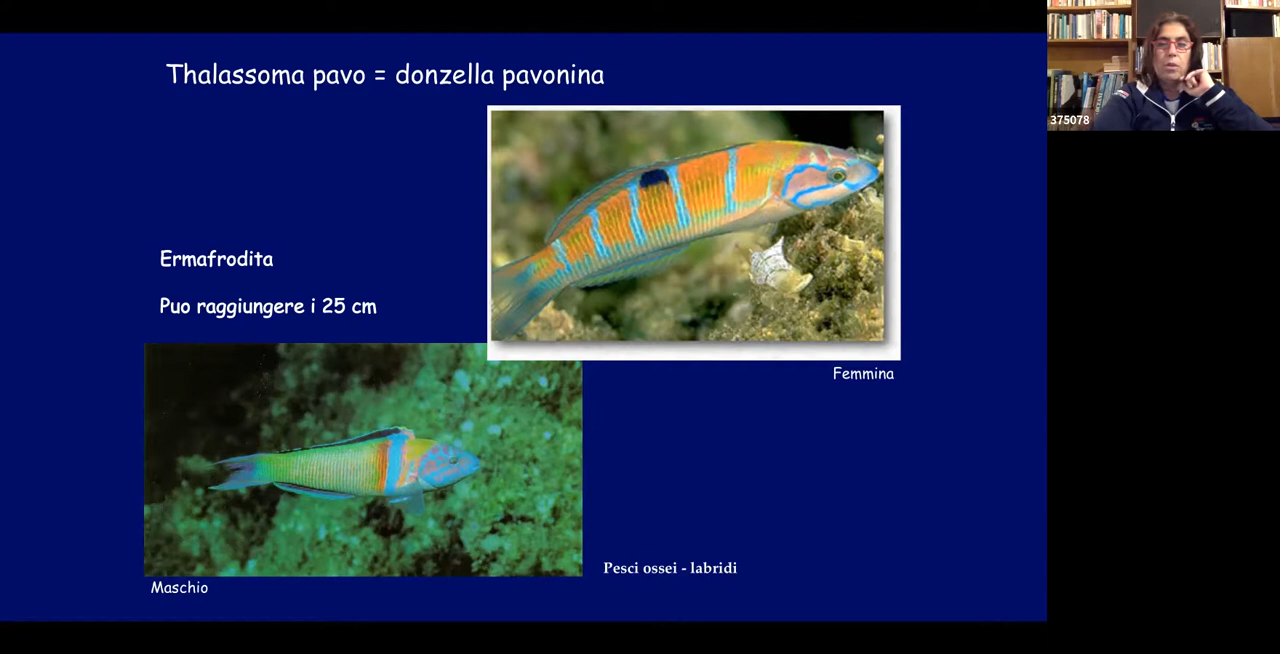 Thalassoma pavo = donzella pavonina
375078
Ermafrodita
Puo raggiungere i 25 cm
Femmina
Pesci ossei - labridi
Maschio